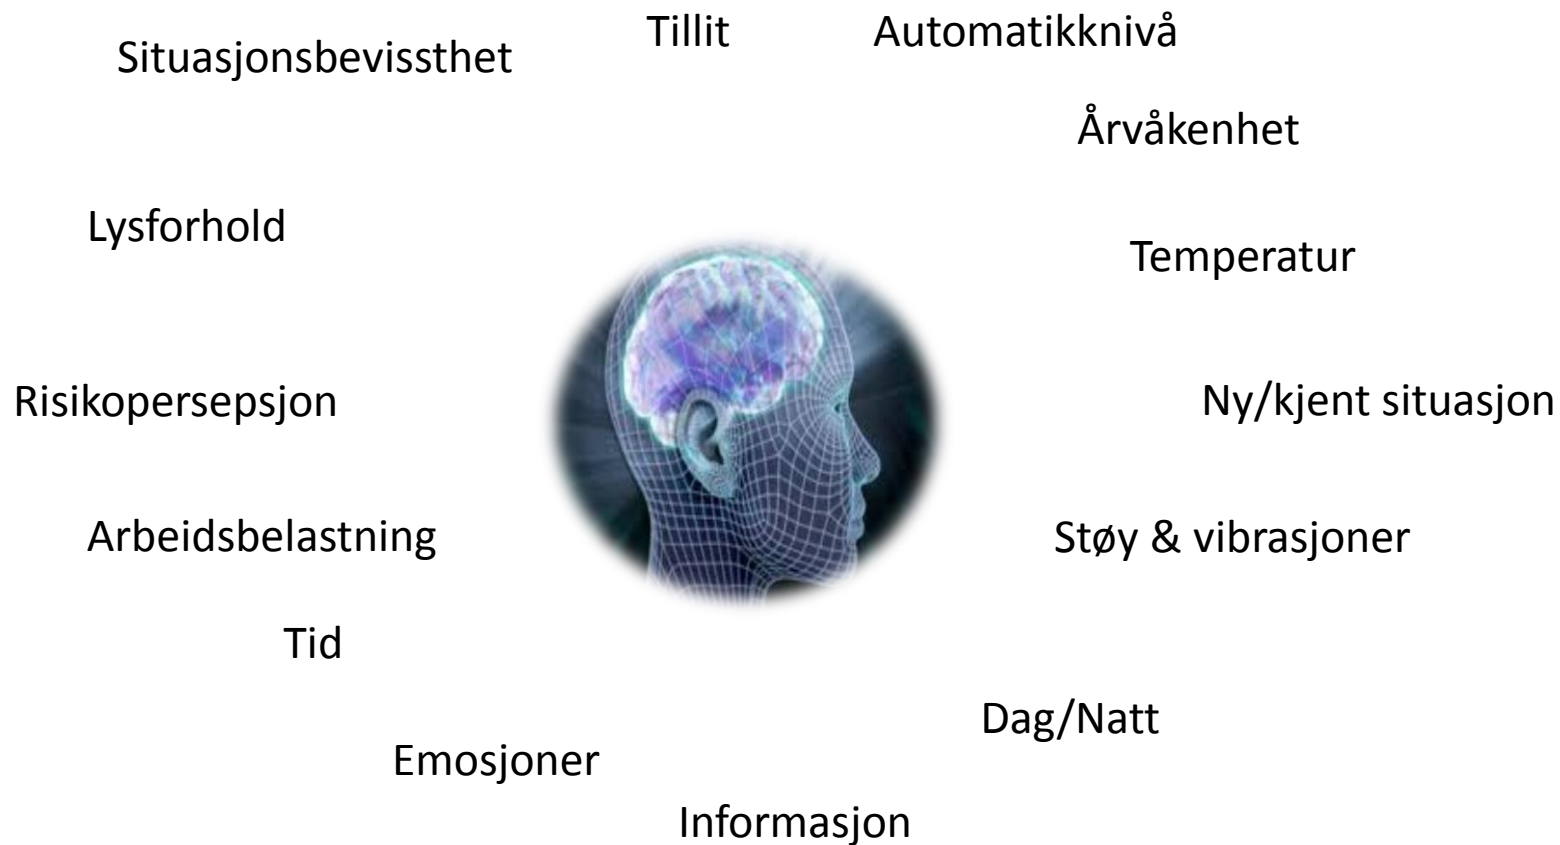 Tillit
Automatikknivå
Situasjonsbevissthet
Årvåkenhet
Lysforhold
Temperatur
Risikopersepsjon
Ny/kjent situasjon
Arbeidsbelastning
Støy & vibrasjoner
Tid
Dag/Natt
Emosjoner
Informasjon